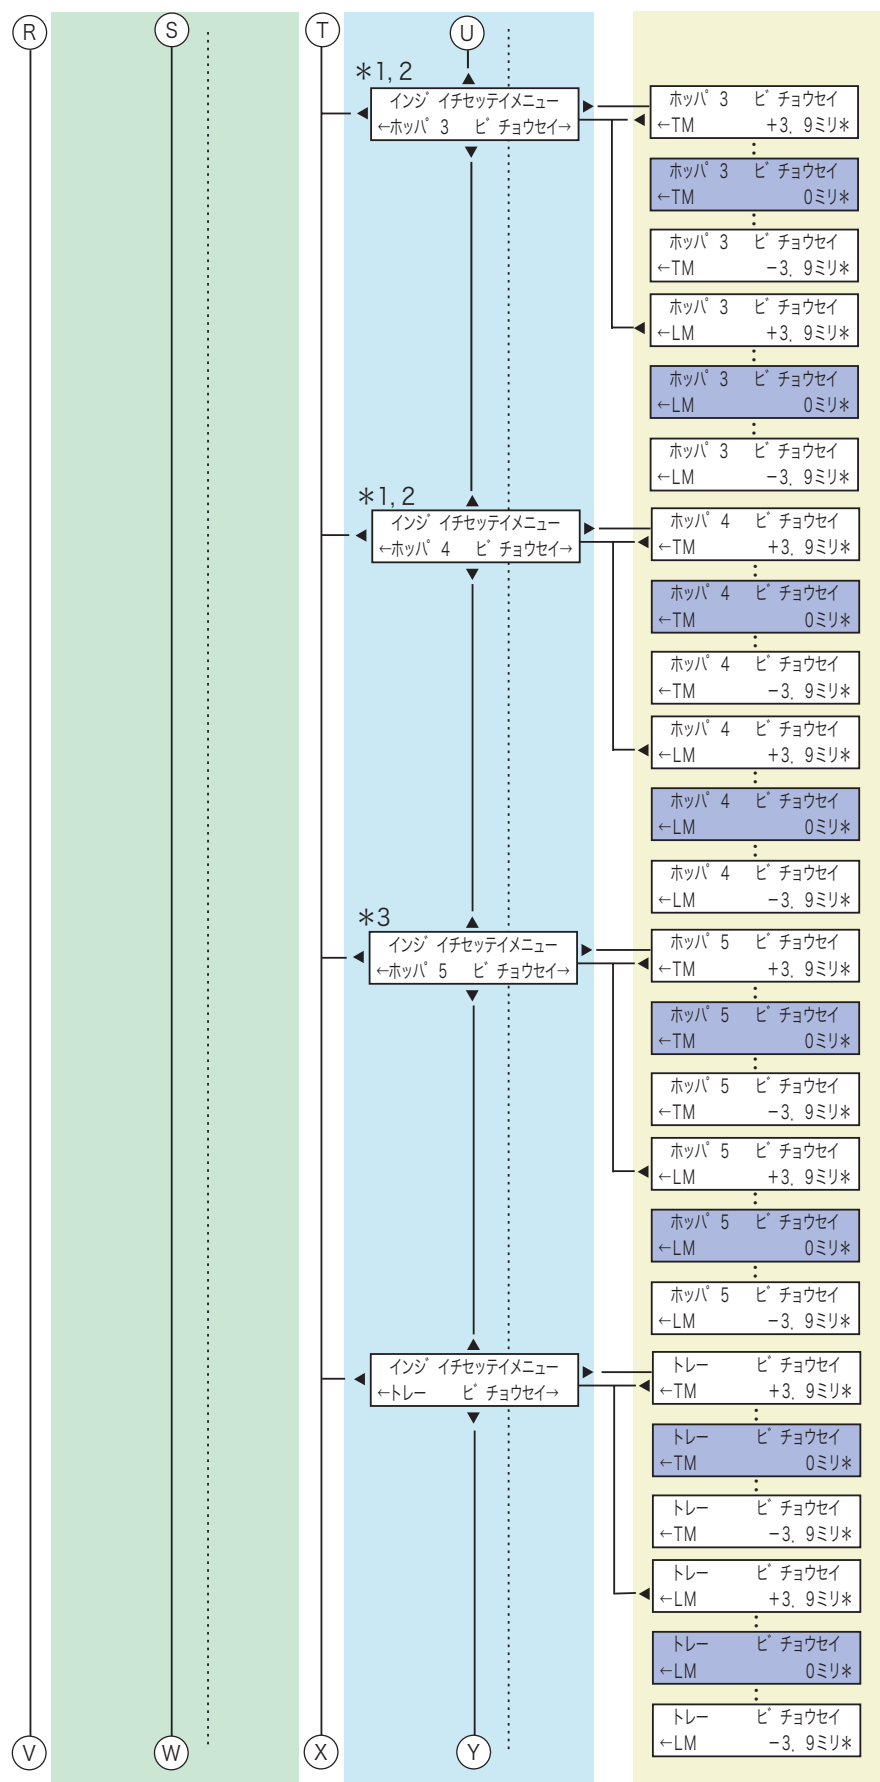 R
S
T
U
*1, 2
インジ゛イチセッテイメニュー
←ホッパ゜3 ビ゛チョウセイ→
ホッパ゜3 ビ゛チョウセイ
←TM +3. 9ミリ*
ホッパ゜3 ビ゛チョウセイ
←TM 0ミリ*
ホッパ゜3 ビ゛チョウセイ
←TM −3. 9ミリ*
ホッパ゜3 ビ゛チョウセイ
←LM +3. 9ミリ*
ホッパ゜3 ビ゛チョウセイ
←LM 0ミリ*
ホッパ゜3 ビ゛チョウセイ
←LM −3. 9ミリ*
*1, 2
インジ゛イチセッテイメニュー
←ホッパ゜4 ビ゛チョウセイ→
ホッパ゜4 ビ゛チョウセイ
←TM +3. 9ミリ*
ホッパ゜4 ビ゛チョウセイ
←TM 0ミリ*
ホッパ゜4 ビ゛チョウセイ
←TM −3. 9ミリ*
ホッパ゜4 ビ゛チョウセイ
←LM +3. 9ミリ*
ホッパ゜4 ビ゛チョウセイ
←LM 0ミリ*
ホッパ゜4 ビ゛チョウセイ
←LM −3. 9ミリ*
*3
インジ゛イチセッテイメニュー
←ホッパ゜5 ビ゛チョウセイ→
ホッパ゜5 ビ゛チョウセイ
←TM +3. 9ミリ*
ホッパ゜5 ビ゛チョウセイ
←TM 0ミリ*
ホッパ゜5 ビ゛チョウセイ
←TM −3. 9ミリ*
ホッパ゜5 ビ゛チョウセイ
←LM +3. 9ミリ*
ホッパ゜5 ビ゛チョウセイ
←LM 0ミリ*
ホッパ゜5 ビ゛チョウセイ
←LM −3. 9ミリ*
インジ゛イチセッテイメニュー
←トレー ビ゛チョウセイ→
トレー ビ゛チョウセイ
←TM +3. 9ミリ*
トレー ビ゛チョウセイ
←TM 0ミリ*
トレー ビ゛チョウセイ
←TM −3. 9ミリ*
トレー ビ゛チョウセイ
←LM +3. 9ミリ*
トレー ビ゛チョウセイ
←LM 0ミリ*
トレー ビ゛チョウセイ
←LM −3. 9ミリ*
V
W
X
Y